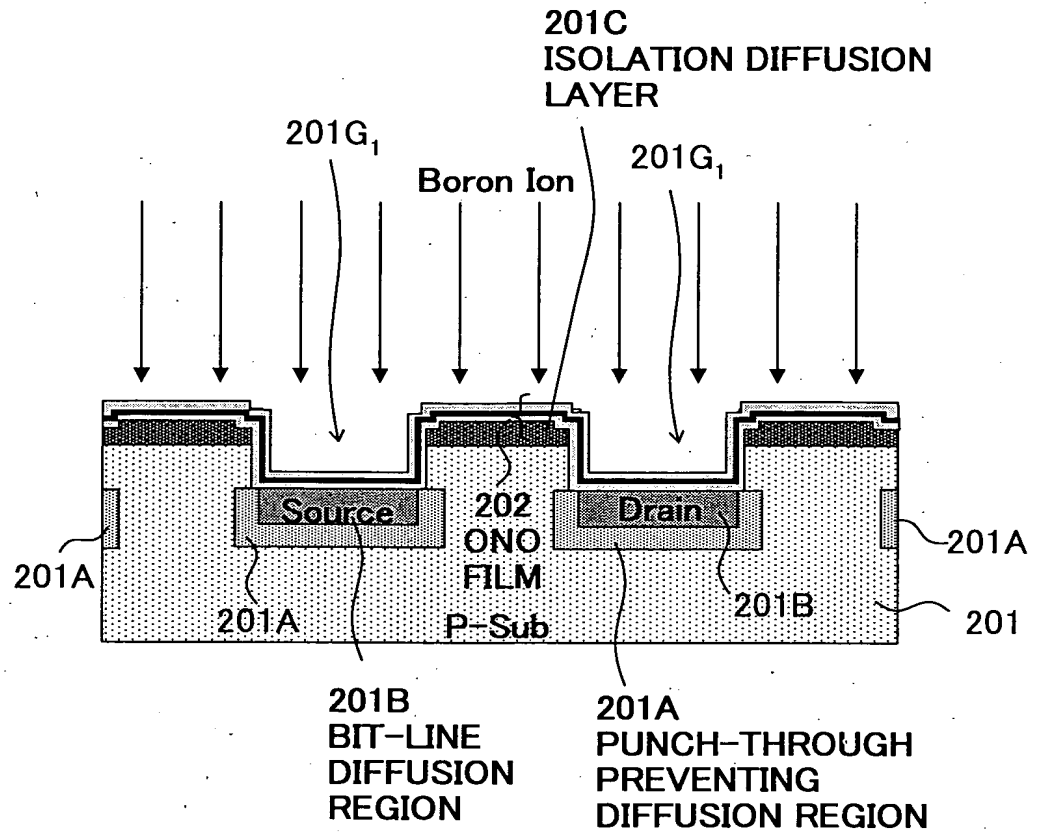 201C
ISOLATION DIFFUSION
LAYER
201G₁
201G₁
Boron Ion
Source
202
ONO
FILM
Drain
201A
201A
201A
201B
201
P-Sub
201B
BIT-LINE
DIFFUSION
REGION
201A
PUNCH-THROUGH
PREVENTING
DIFFUSION REGION